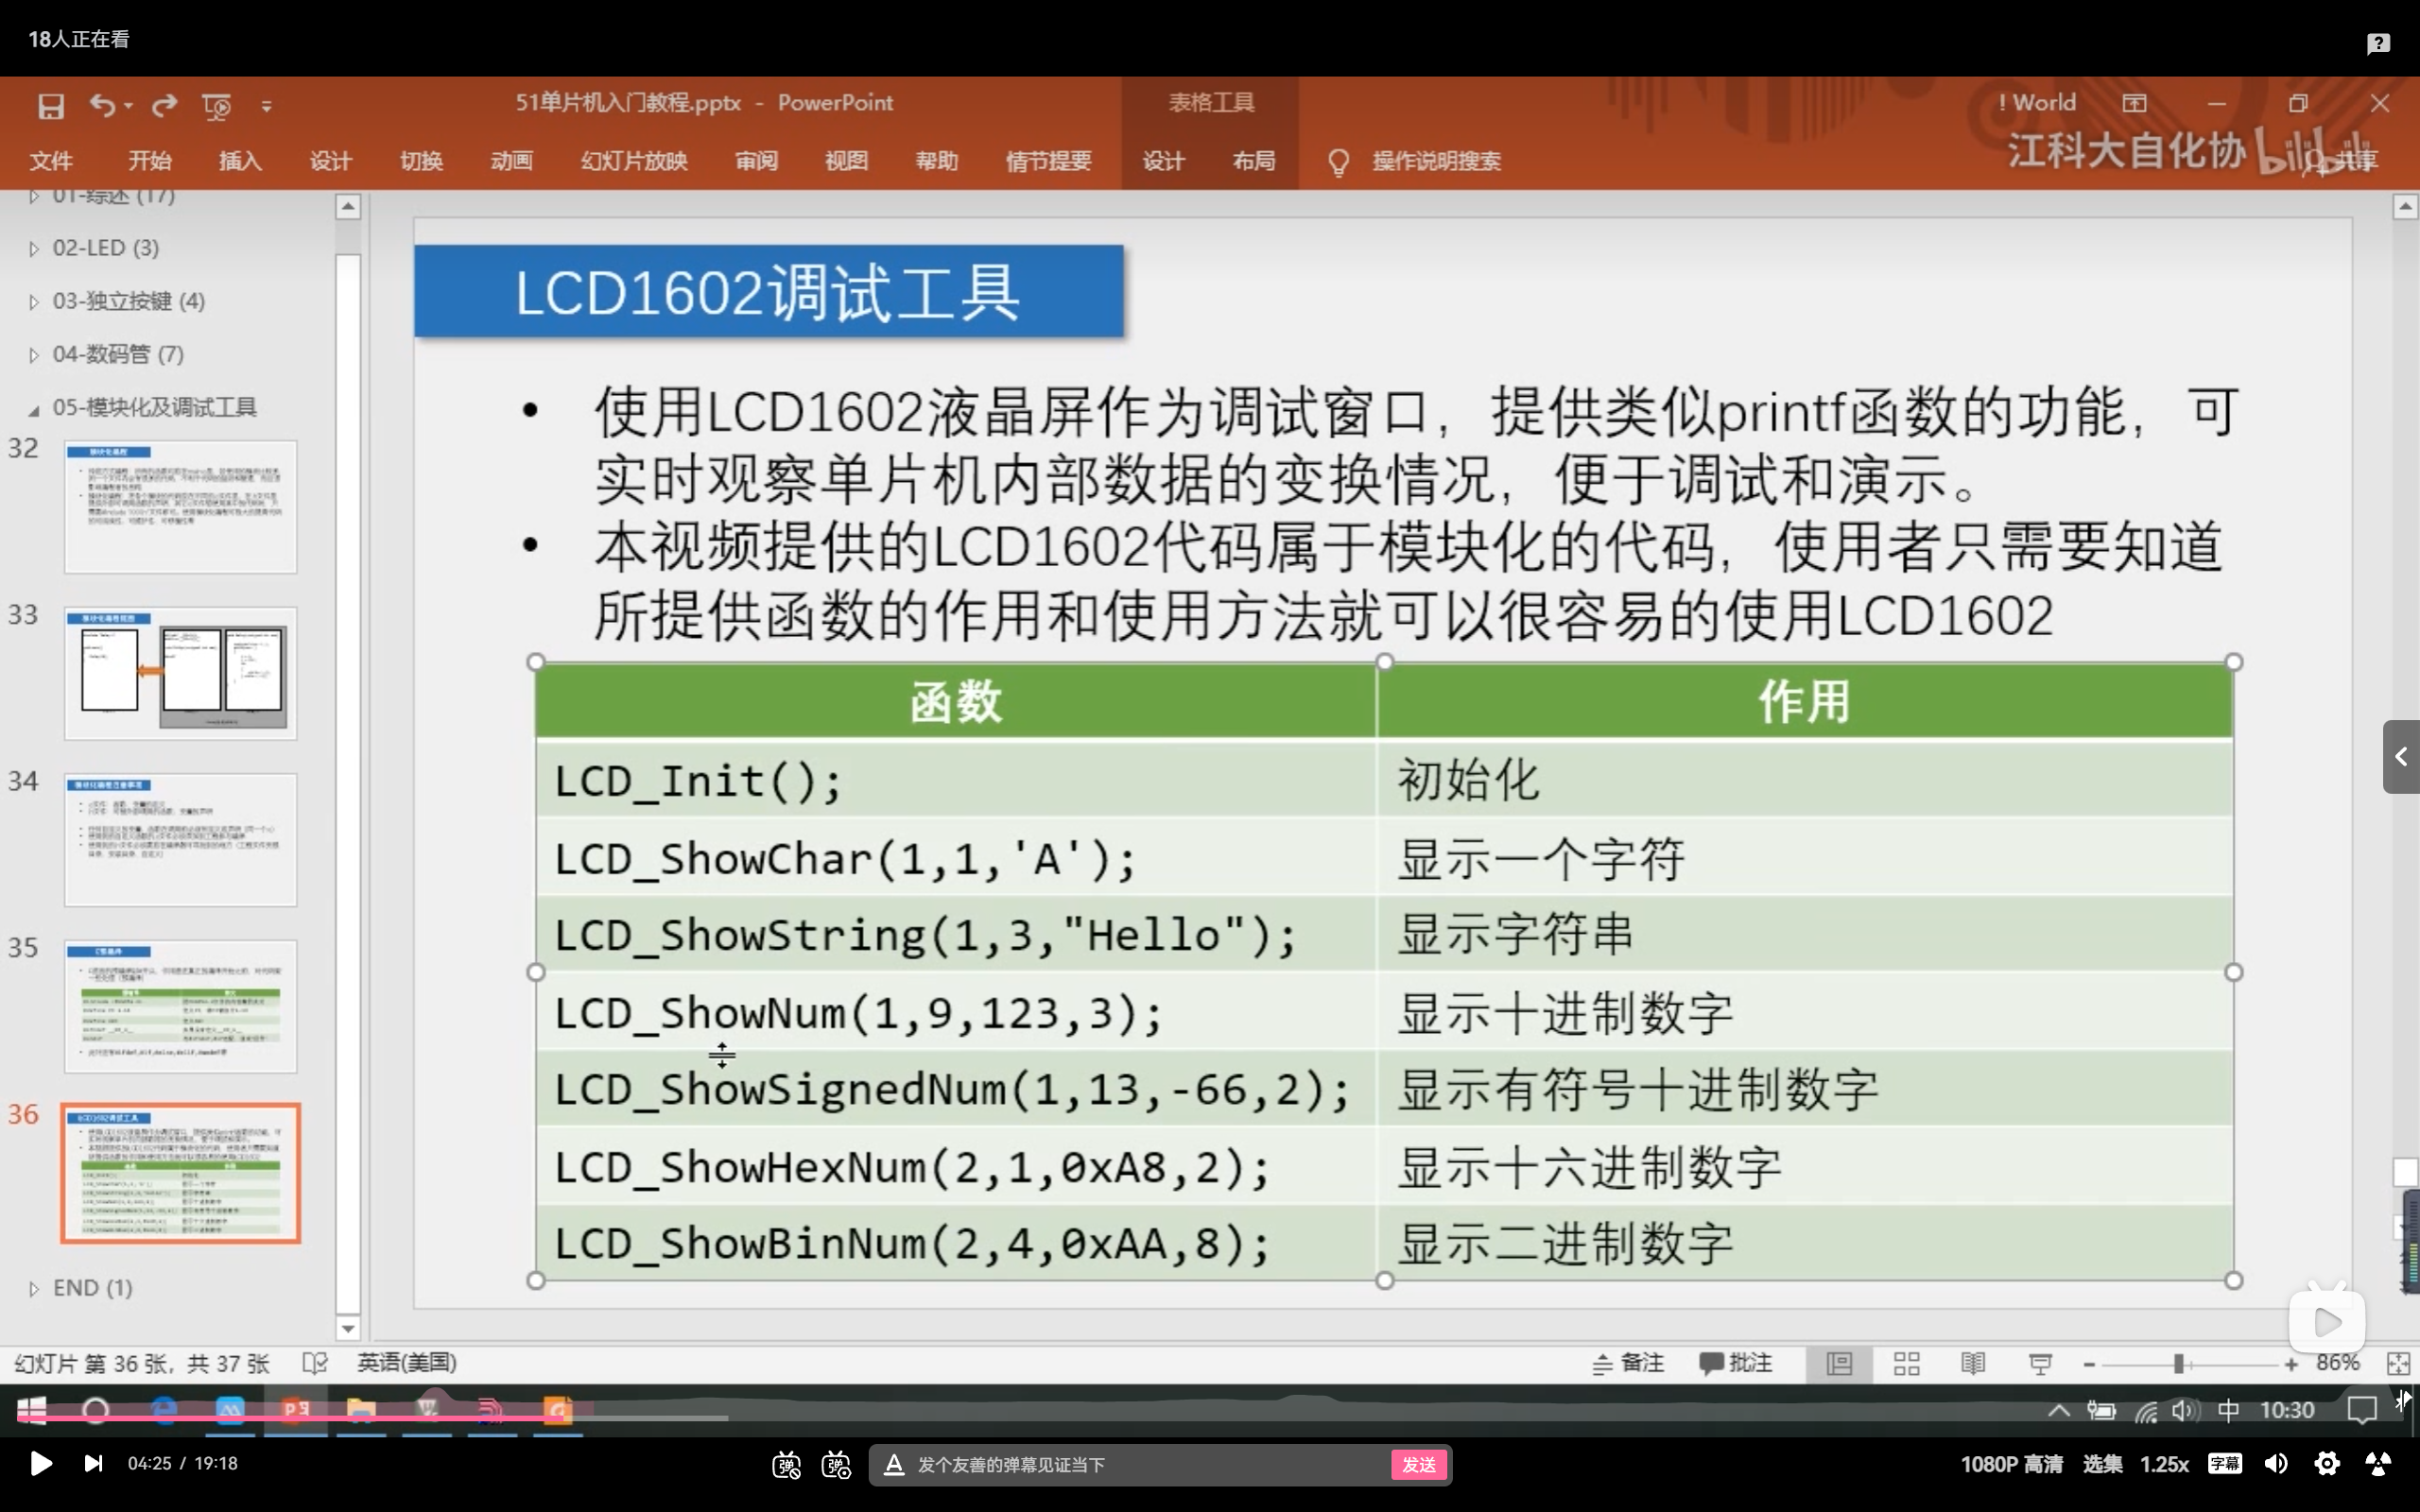 18人正在看
51单片机入门教程.pptx - PowerPoint
表格工具
! World
江科大自化协 bilibili
文件 开始 插入 设计 切换 动画 幻灯片放映 审阅 视图 帮助 情节提要 设计 布局 操作说明搜索 共享
01-综述 (17)
02-LED (3)
03-独立按键 (4)
04-数码管 (7)
05-模块化及调试工具
32
33
34
35
36
END (1)
LCD1602调试工具
• 使用LCD1602液晶屏作为调试窗口，提供类似printf函数的功能，可
实时观察单片机内部数据的变换情况，便于调试和演示。
• 本视频提供的LCD1602代码属于模块化的代码，使用者只需要知道
所提供函数的作用和使用方法就可以很容易的使用LCD1602
函数 作用
LCD_Init(); 初始化
LCD_ShowChar(1,1,'A'); 显示一个字符
LCD_ShowString(1,3,"Hello"); 显示字符串
LCD_ShowNum(1,9,123,3); 显示十进制数字
LCD_ShowSignedNum(1,13,-66,2); 显示有符号十进制数字
LCD_ShowHexNum(2,1,0xA8,2); 显示十六进制数字
LCD_ShowBinNum(2,4,0xAA,8); 显示二进制数字
幻灯片 第 36 张，共 37 张 英语(美国) 备注 批注 86%
中 10:30
04:25 / 19:18 发个友善的弹幕见证当下 发送 1080P 高清 选集 1.25x 字幕